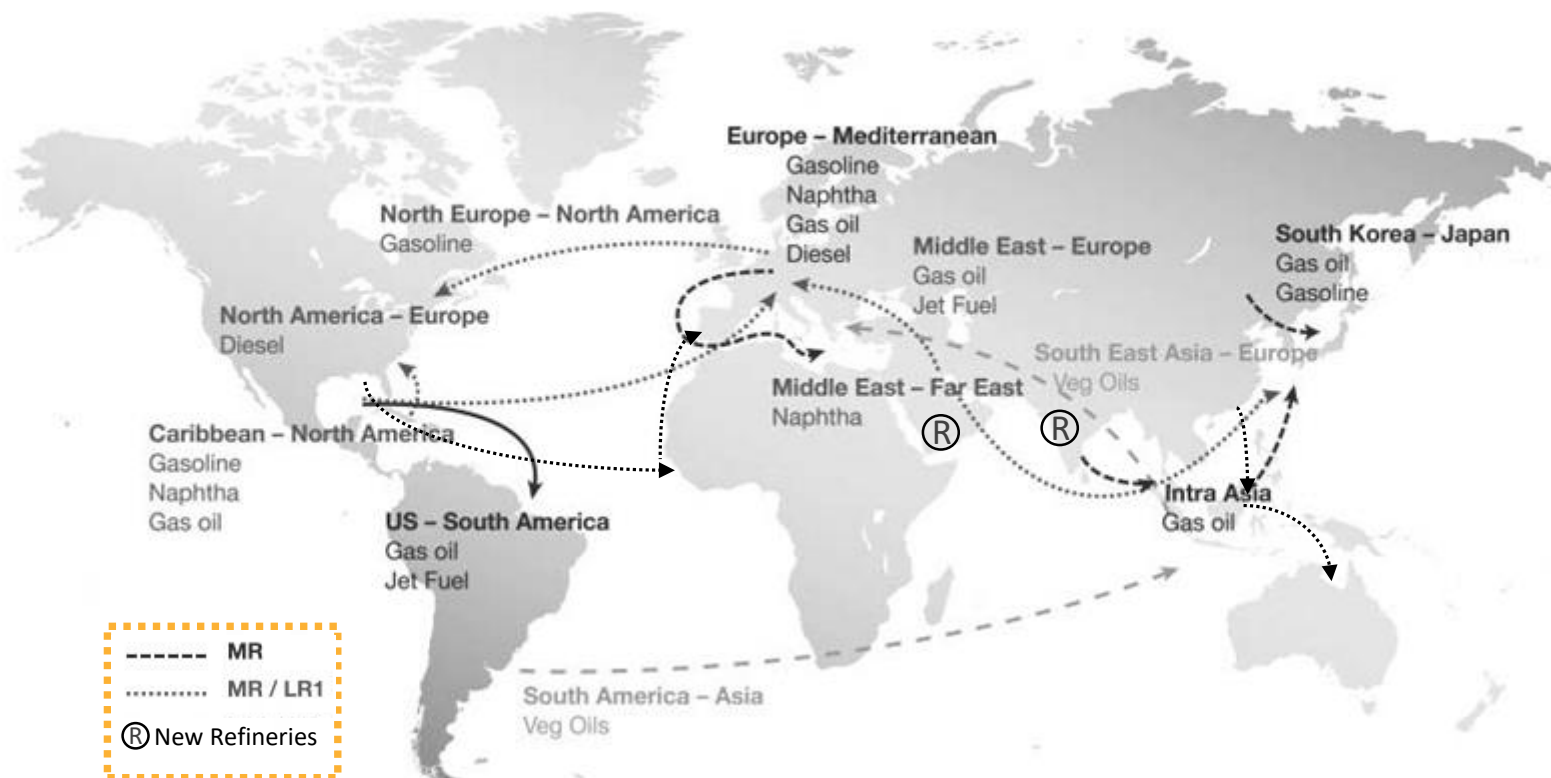 Europe – Mediterranean
Gasoline
Naphtha
Gas oil
Diesel
North Europe – North America
Gasoline
Middle East – Europe
Gas oil
Jet Fuel
South Korea – Japan
Gas oil
Gasoline
North America – Europe
Diesel
South East Asia – Europe
Veg Oils
Middle East – Far East
Naphtha
R
R
Caribbean – North America
Gasoline
Naphtha
Gas oil
Intra Asia
Gas oil
US – South America
Gas oil
Jet Fuel
South America – Asia
Veg Oils
MR
MR / LR1
R New Refineries